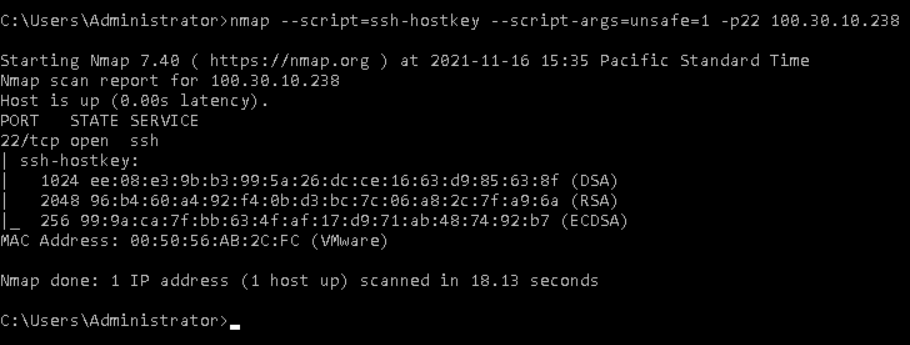 C:\Users\Administrator>nmap --script=ssh-hostkey --script-args=unsafe=1 -p22 100.30.10.238
Starting Nmap 7.40 ( https://nmap.org ) at 2021-11-16 15:35 Pacific Standard Time
Nmap scan report for 100.30.10.238
Host is up (0.00s latency).
PORT   STATE SERVICE
22/tcp open  ssh
| ssh-hostkey:
|   1024 ee:08:e3:9b:b3:99:5a:26:dc:ce:16:63:d9:85:63:8f (DSA)
|   2048 96:b4:60:a4:92:f4:0b:d3:bc:7c:06:a8:2c:7f:a9:6a (RSA)
|_  256 99:9a:ca:7f:bb:63:4f:af:17:d9:71:ab:48:74:92:b7 (ECDSA)
MAC Address: 00:50:56:AB:2C:FC (VMware)
Nmap done: 1 IP address (1 host up) scanned in 18.13 seconds
C:\Users\Administrator>